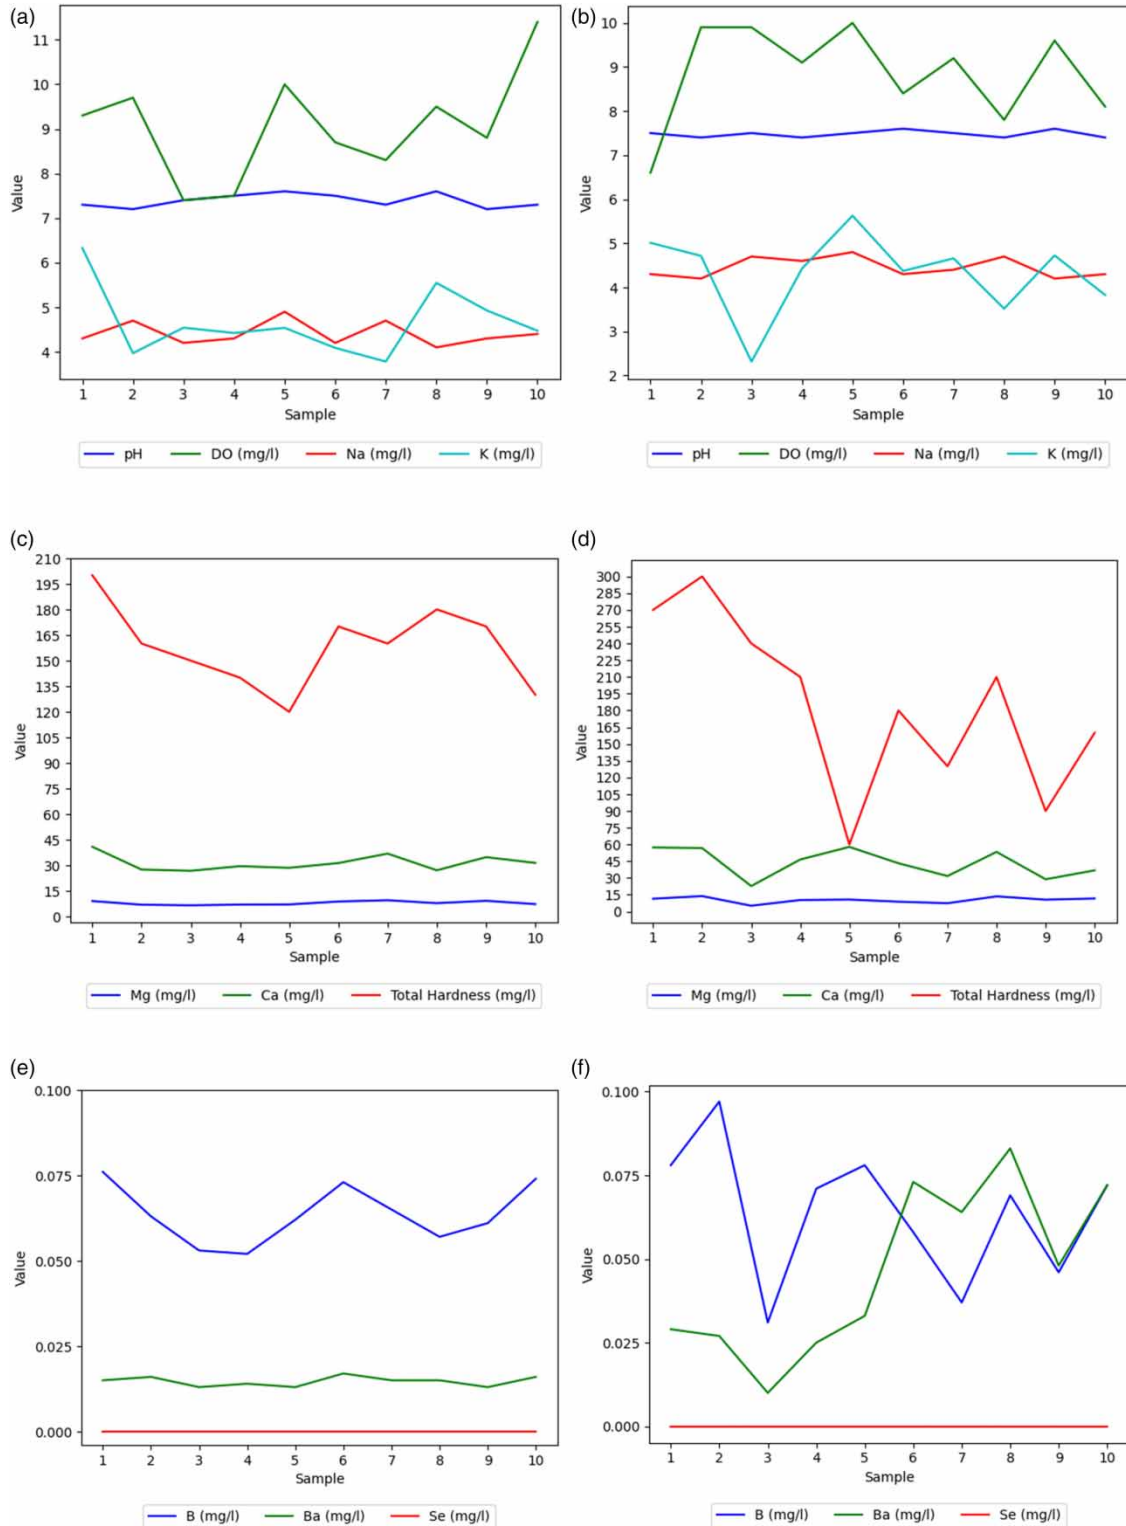 (a)
11
10
9
8
7
6
5
4
Value
1 2 3 4 5 6 7 8 9 10
Sample
pH DO (mg/l) Na (mg/l) K (mg/l)
(b)
10
9
8
7
6
5
4
3
2
Value
1 2 3 4 5 6 7 8 9 10
Sample
pH DO (mg/l) Na (mg/l) K (mg/l)
(c)
210
195
180
165
150
135
120
105
90
75
60
45
30
15
0
Value
1 2 3 4 5 6 7 8 9 10
Sample
Mg (mg/l) Ca (mg/l) Total Hardness (mg/l)
(d)
300
285
270
255
240
225
210
195
180
165
150
135
120
105
90
75
60
45
30
15
0
Value
1 2 3 4 5 6 7 8 9 10
Sample
Mg (mg/l) Ca (mg/l) Total Hardness (mg/l)
(e)
0.100
0.075
0.050
0.025
0.000
Value
1 2 3 4 5 6 7 8 9 10
Sample
B (mg/l) Ba (mg/l) Se (mg/l)
(f)
0.100
0.075
0.050
0.025
0.000
Value
1 2 3 4 5 6 7 8 9 10
Sample
B (mg/l) Ba (mg/l) Se (mg/l)